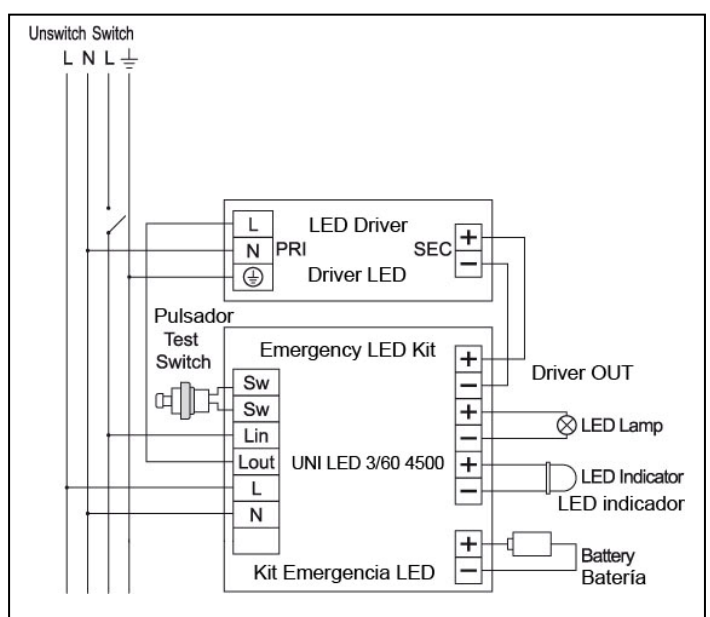 Unswitch Switch
L N L
L LED Driver +
N PRI SEC −
Driver LED
Pulsador
Test
Switch
Emergency LED Kit +
−
Driver OUT
Sw
Sw + LED Lamp
Lin −
Lout UNI LED 3/60 4500 + LED Indicator
L − LED indicador
N
+ Battery
Kit Emergencia LED − Batería